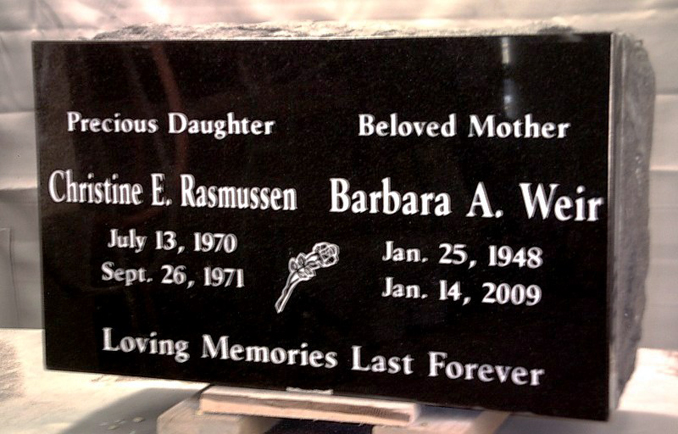 Precious Daughter
Christine E. Rasmussen
July 13, 1970
Sept. 26, 1971
Beloved Mother
Barbara A. Weir
Jan. 25, 1948
Jan. 14, 2009
Loving Memories Last Forever